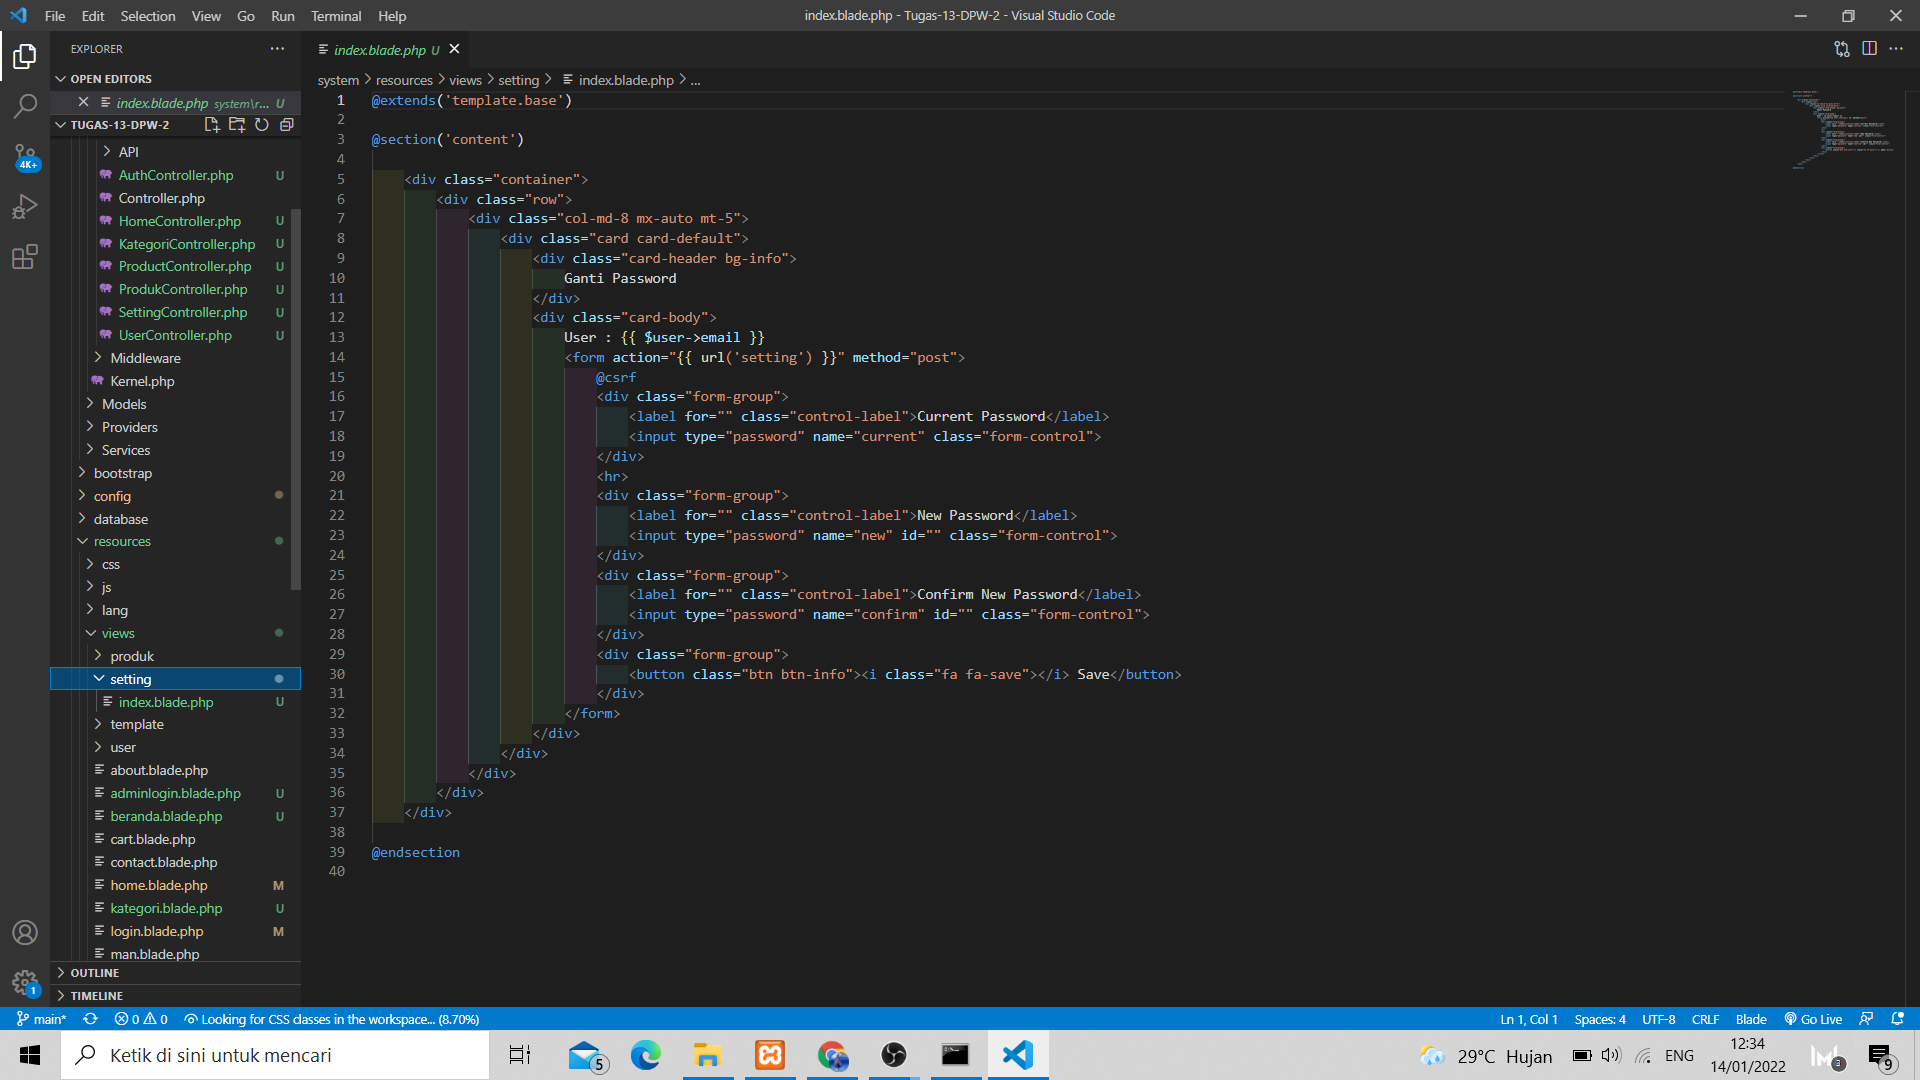 File Edit Selection View Go Run Terminal Help
index.blade.php - Tugas-13-DPW-2 - Visual Studio Code
EXPLORER
OPEN EDITORS
index.blade.php system\r... U
TUGAS-13-DPW-2
API
AuthController.php U
Controller.php
HomeController.php U
KategoriController.php U
ProductController.php U
ProdukController.php U
SettingController.php U
UserController.php U
Middleware
Kernel.php
Models
Providers
Services
bootstrap
config
database
resources
css
js
lang
views
produk
setting
index.blade.php U
template
user
about.blade.php
adminlogin.blade.php U
beranda.blade.php U
cart.blade.php
contact.blade.php
home.blade.php M
kategori.blade.php U
login.blade.php M
man.blade.php
OUTLINE
TIMELINE
4K+
1
index.blade.php U
system > resources > views > setting > index.blade.php > ...
1 @extends('template.base')
2
3 @section('content')
4
5 <div class="container">
6 <div class="row">
7 <div class="col-md-8 mx-auto mt-5">
8 <div class="card card-default">
9 <div class="card-header bg-info">
10 Ganti Password
11 </div>
12 <div class="card-body">
13 User : {{ $user->email }}
14 <form action="{{ url('setting') }}" method="post">
15 @csrf
16 <div class="form-group">
17 <label for="" class="control-label">Current Password</label>
18 <input type="password" name="current" class="form-control">
19 </div>
20 <hr>
21 <div class="form-group">
22 <label for="" class="control-label">New Password</label>
23 <input type="password" name="new" id="" class="form-control">
24 </div>
25 <div class="form-group">
26 <label for="" class="control-label">Confirm New Password</label>
27 <input type="password" name="confirm" id="" class="form-control">
28 </div>
29 <div class="form-group">
30 <button class="btn btn-info"><i class="fa fa-save"></i> Save</button>
31 </div>
32 </form>
33 </div>
34 </div>
35 </div>
36 </div>
37 </div>
38
39 @endsection
40
main* 0 0 Looking for CSS classes in the workspace... (8.70%)
Ln 1, Col 1 Spaces: 4 UTF-8 CRLF Blade Go Live
Ketik di sini untuk mencari
5
29°C Hujan
ENG
12:34
14/01/2022
3
9